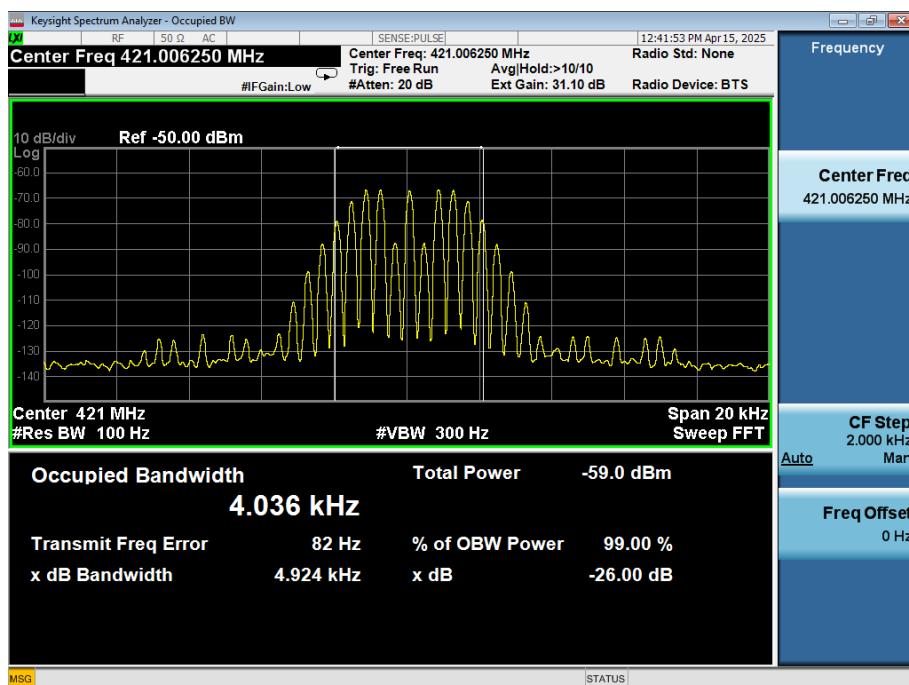 Keysight Spectrum Analyzer - Occupied BW
LXI RF 50 Ω AC SENSE:PULSE 12:41:53 PM Apr 15, 2025
Center Freq 421.006250 MHz
Center Freq: 421.006250 MHz Radio Std: None
Trig: Free Run Avg|Hold:>10/10
#IFGain:Low #Atten: 20 dB Ext Gain: 31.10 dB Radio Device: BTS
10 dB/div Ref -50.00 dBm
Log
-60.0
-70.0
-80.0
-90.0
-100
-110
-120
-130
-140
Center 421 MHz Span 20 kHz
#Res BW 100 Hz #VBW 300 Hz Sweep FFT
Occupied Bandwidth Total Power -59.0 dBm
4.036 kHz
Transmit Freq Error 82 Hz % of OBW Power 99.00 %
x dB Bandwidth 4.924 kHz x dB -26.00 dB
MSG STATUS
Frequency
Center Freq
421.006250 MHz
CF Step
2.000 kHz
Auto Man
Freq Offset
0 Hz